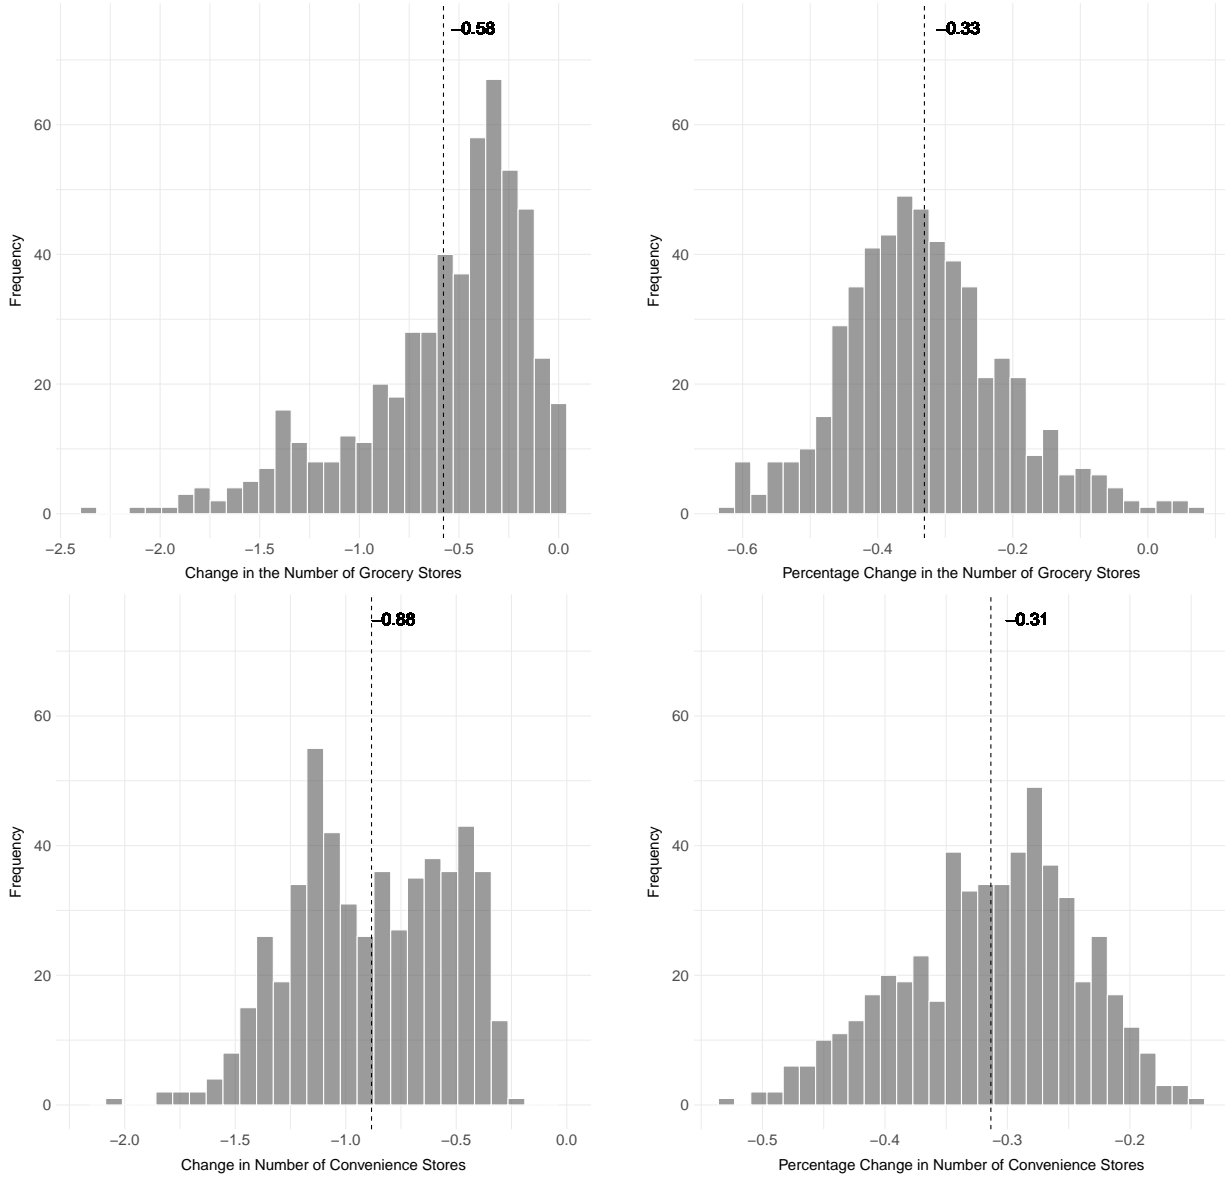 −0.58
60
40
20
0
Frequency
−2.5 −2.0 −1.5 −1.0 −0.5 0.0
Change in the Number of Grocery Stores
−0.33
60
40
20
0
Frequency
−0.6 −0.4 −0.2 0.0
Percentage Change in the Number of Grocery Stores
−0.88
60
40
20
0
Frequency
−2.0 −1.5 −1.0 −0.5 0.0
Change in Number of Convenience Stores
−0.31
60
40
20
0
Frequency
−0.5 −0.4 −0.3 −0.2
Percentage Change in Number of Convenience Stores